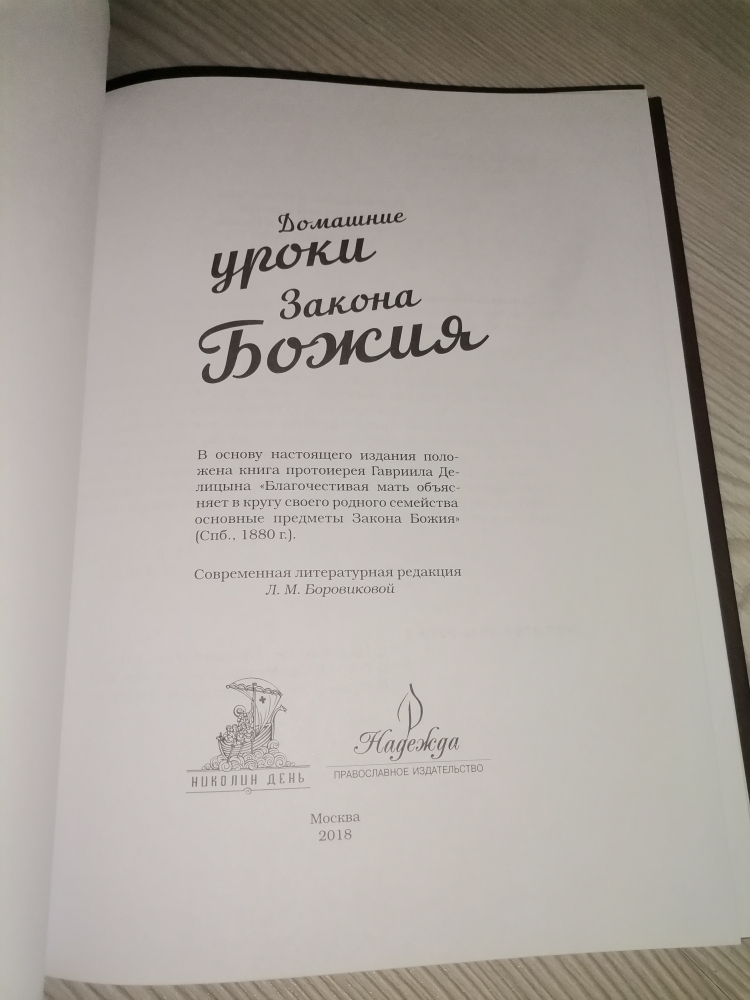 Домашние
уроки
Закона
Божия
В основу настоящего издания поло-
жена книга протоиерея Гавриила Де-
лицына «Благочестивая мать объяс-
няет в кругу своего родного семейства
основные предметы Закона Божия»
(Спб., 1880 г.).
Современная литературная редакция
Л. М. Боровиковой
НИКОЛИН ДЕНЬ
Надежда
ПРАВОСЛАВНОЕ ИЗДАТЕЛЬСТВО
Москва
2018